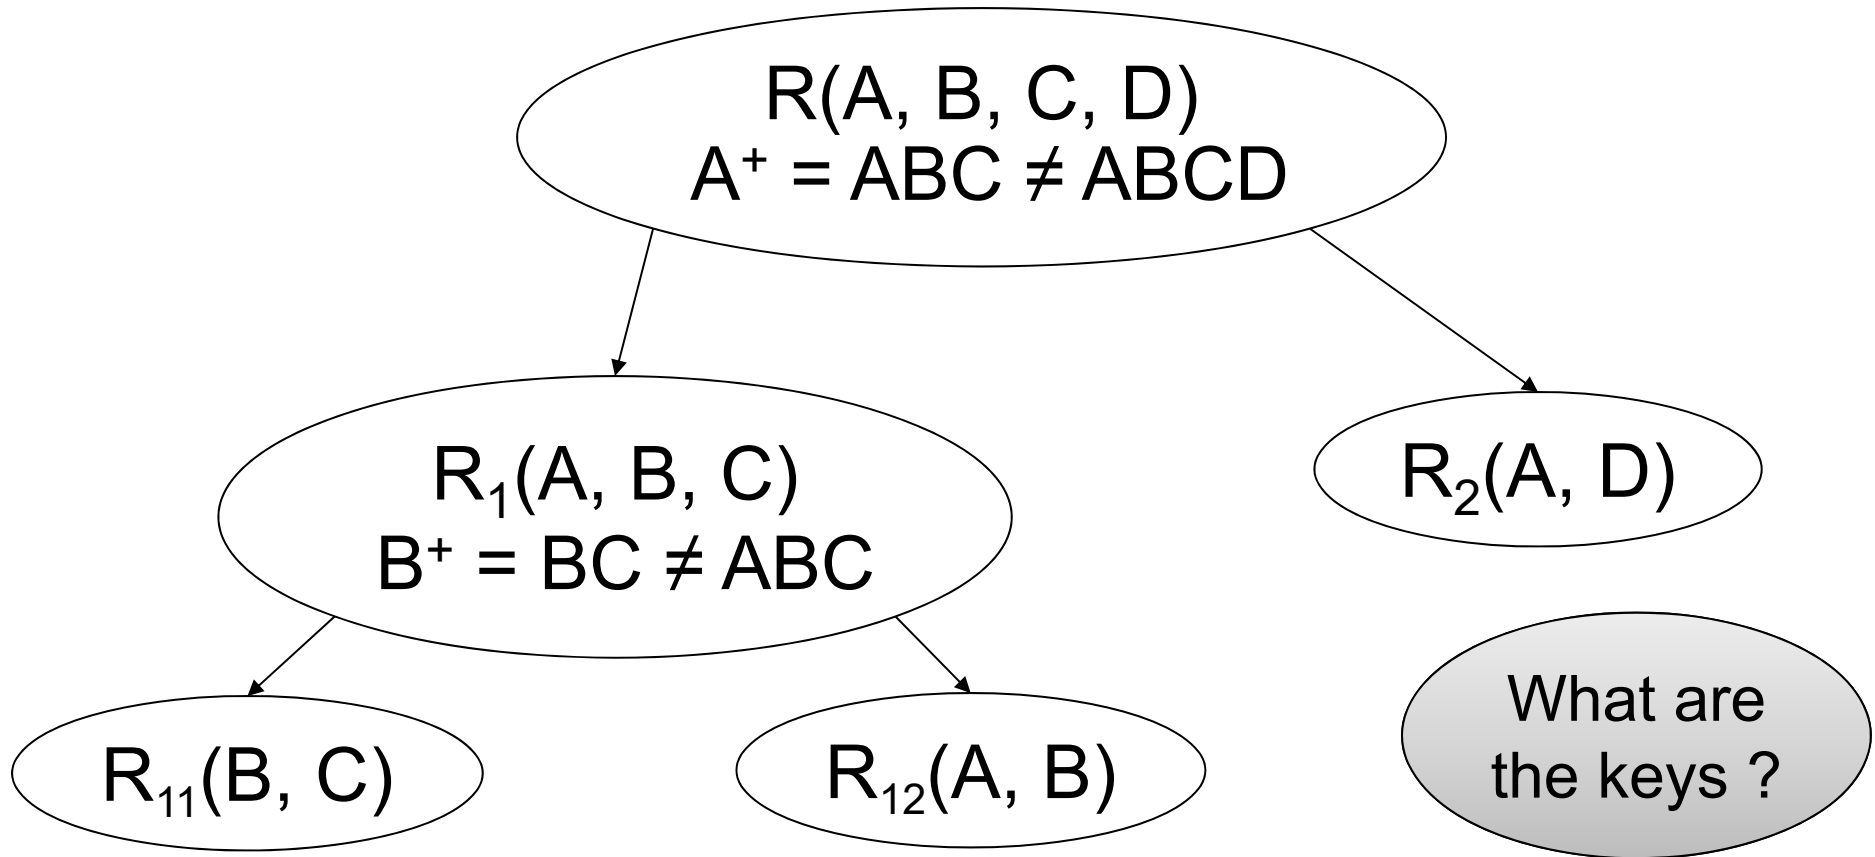 R(A, B, C, D)
A⁺ = ABC ≠ ABCD
R₁(A, B, C)
B⁺ = BC ≠ ABC
R₂(A, D)
R₁₁(B, C)
R₁₂(A, B)
What are
the keys ?